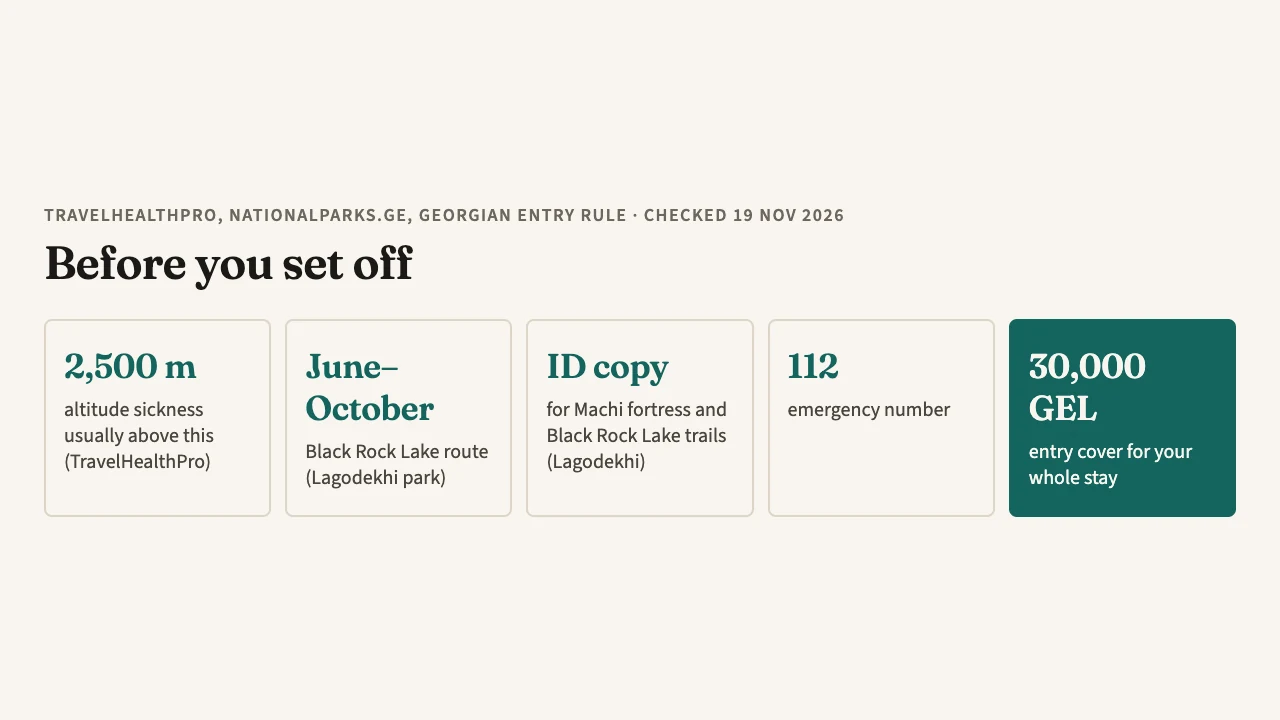 TRAVELHEALTHPRO, NATIONALPARKS.GE, GEORGIAN ENTRY RULE · CHECKED 19 NOV 2026
Before you set off
2,500 m
altitude sickness
usually above this
(TravelHealthPro)
June–
October
Black Rock Lake route
(Lagodekhi park)
ID copy
for Machi fortress and
Black Rock Lake trails
(Lagodekhi)
112
emergency number
30,000
GEL
entry cover for your
whole stay